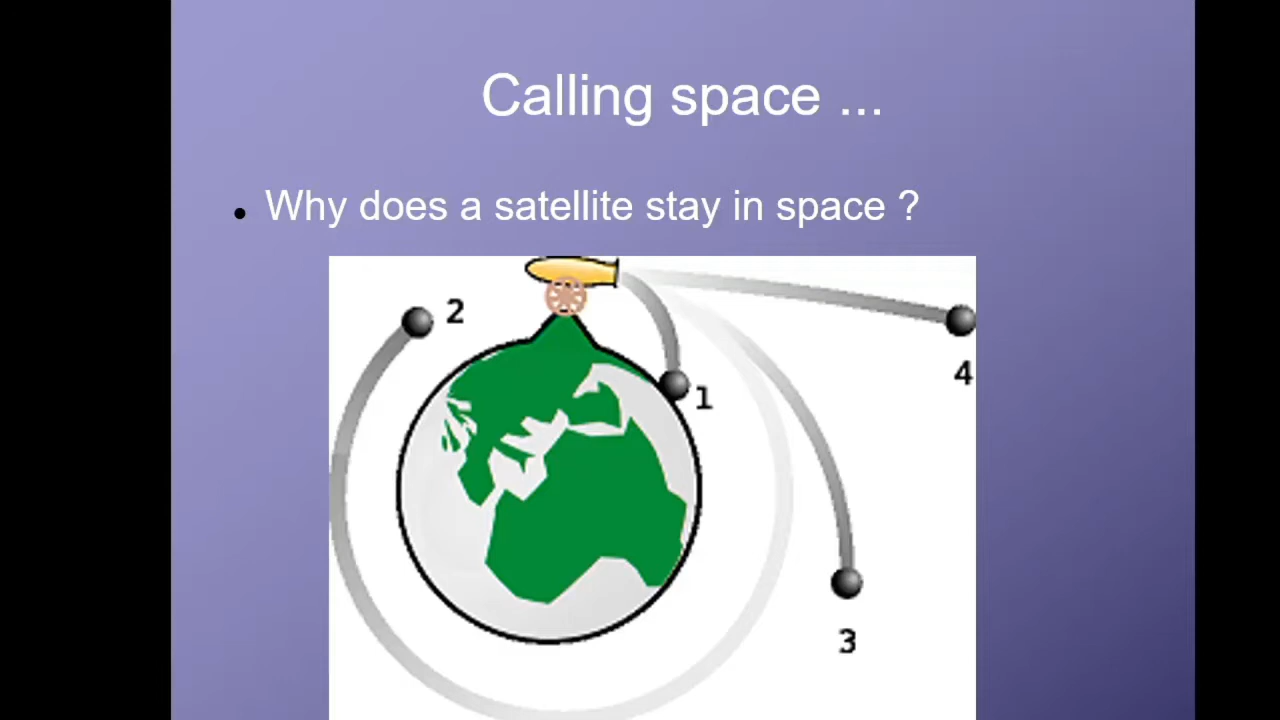 Calling space ...
• Why does a satellite stay in space ?
2
1
4
3